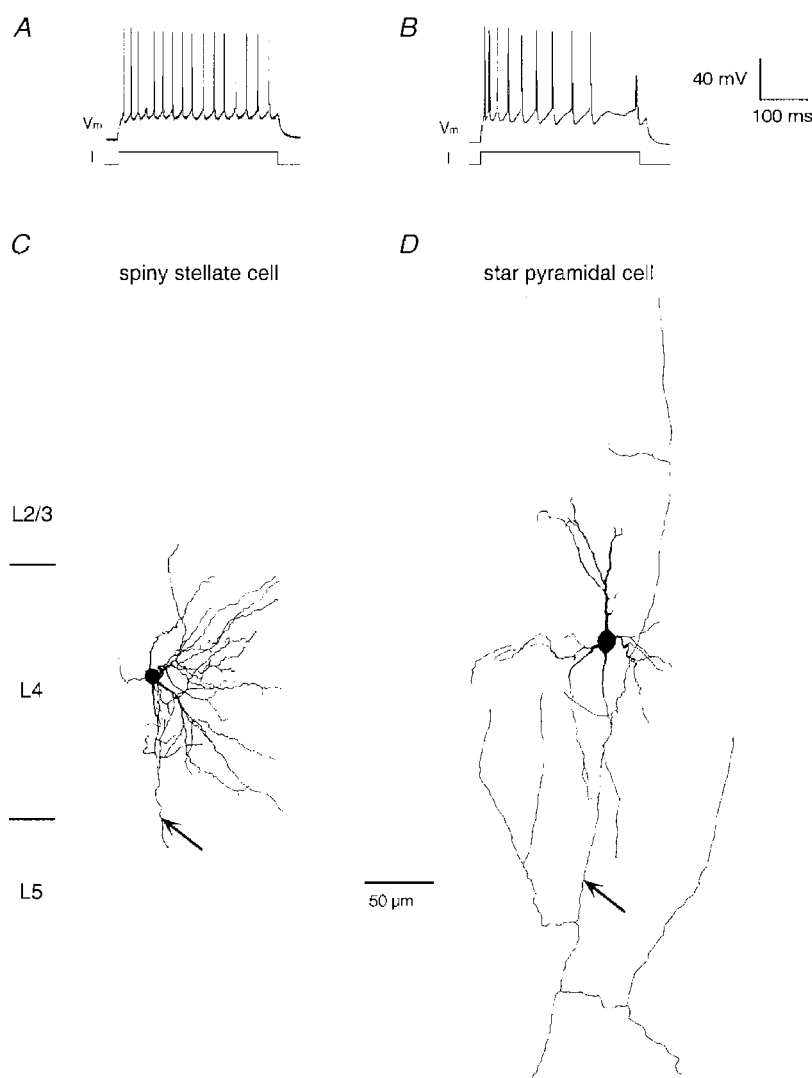 A
B
40 mV
100 ms
Vm
I
Vm
I
C
D
spiny stellate cell
star pyramidal cell
L2/3
L4
L5
50 µm